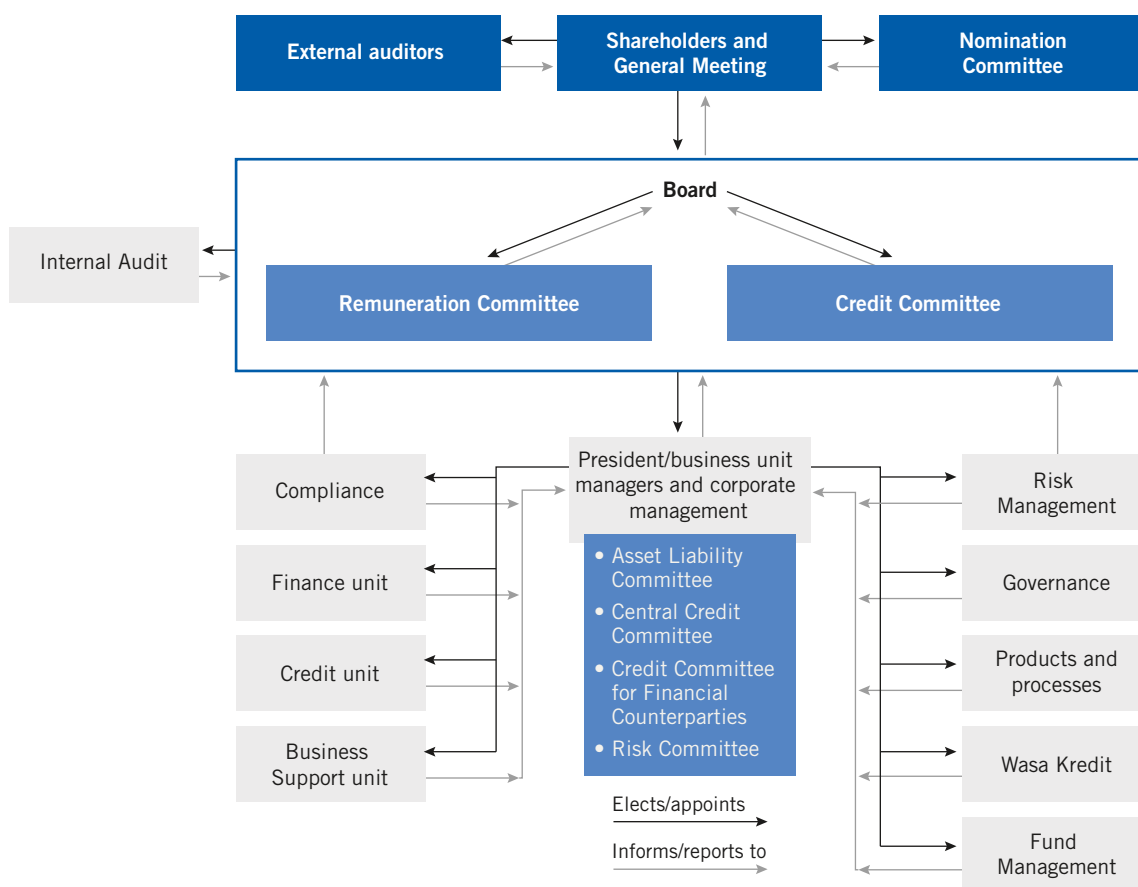 External auditors
Shareholders and
General Meeting
Nomination
Committee
Board
Internal Audit
Remuneration Committee
Credit Committee
Compliance
President/business unit
managers and corporate
management
Risk
Management
• Asset Liability
Committee
• Central Credit
Committee
• Credit Committee
for Financial
Counterparties
• Risk Committee
Finance unit
Governance
Credit unit
Products and
processes
Business
Support unit
Wasa Kredit
Elects/appoints
Informs/reports to
Fund
Management